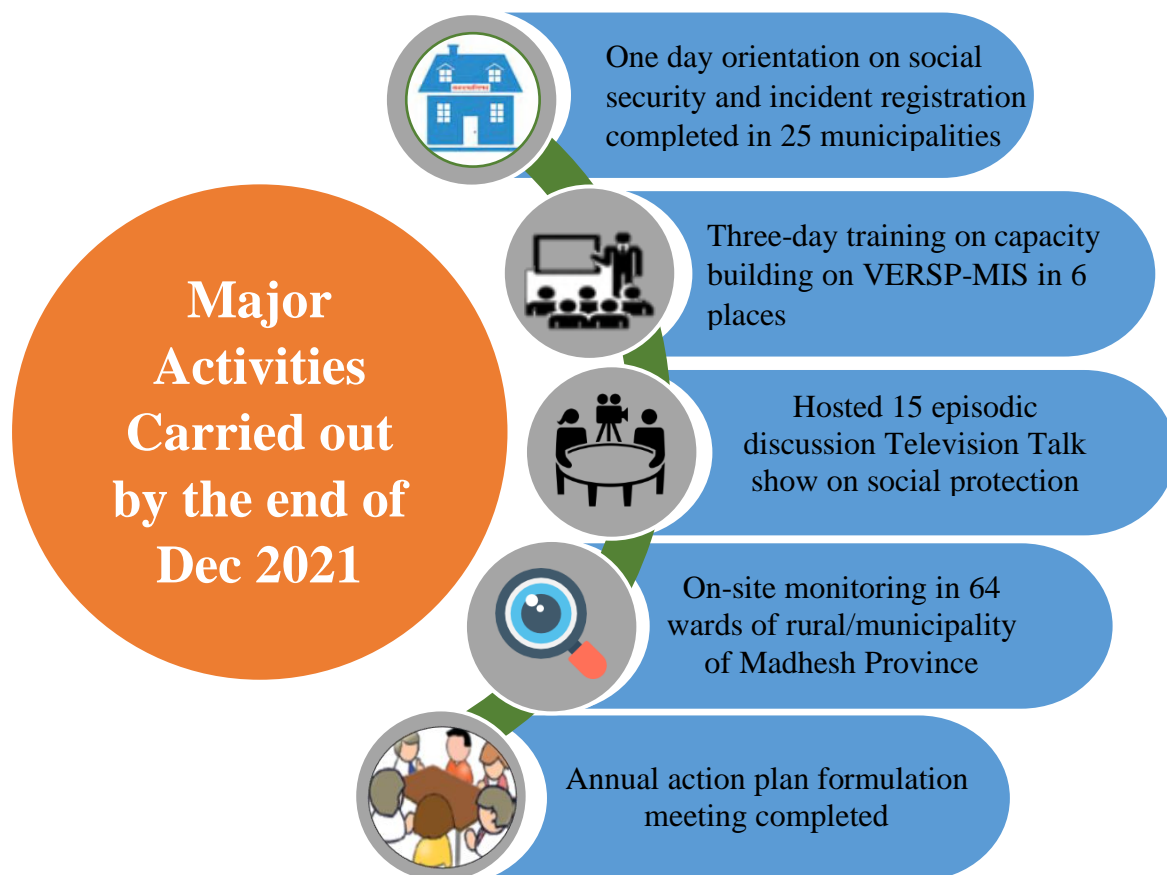 Major
Activities
Carried out
by the end of
Dec 2021
One day orientation on social
security and incident registration
completed in 25 municipalities
Three-day training on capacity
building on VERSP-MIS in 6
places
Hosted 15 episodic
discussion Television Talk
show on social protection
On-site monitoring in 64
wards of rural/municipality
of Madhesh Province
Annual action plan formulation
meeting completed